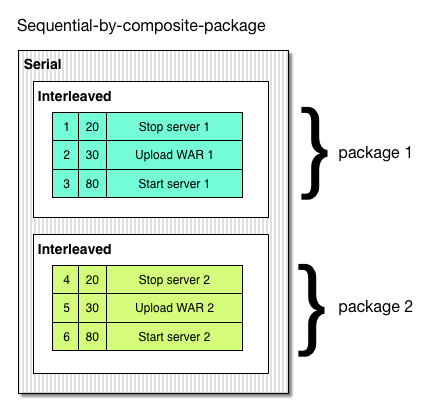 Sequential-by-composite-package
Serial
Interleaved
1 20 Stop server 1
2 30 Upload WAR 1
3 80 Start server 1
package 1
Interleaved
4 20 Stop server 2
5 30 Upload WAR 2
6 80 Start server 2
package 2